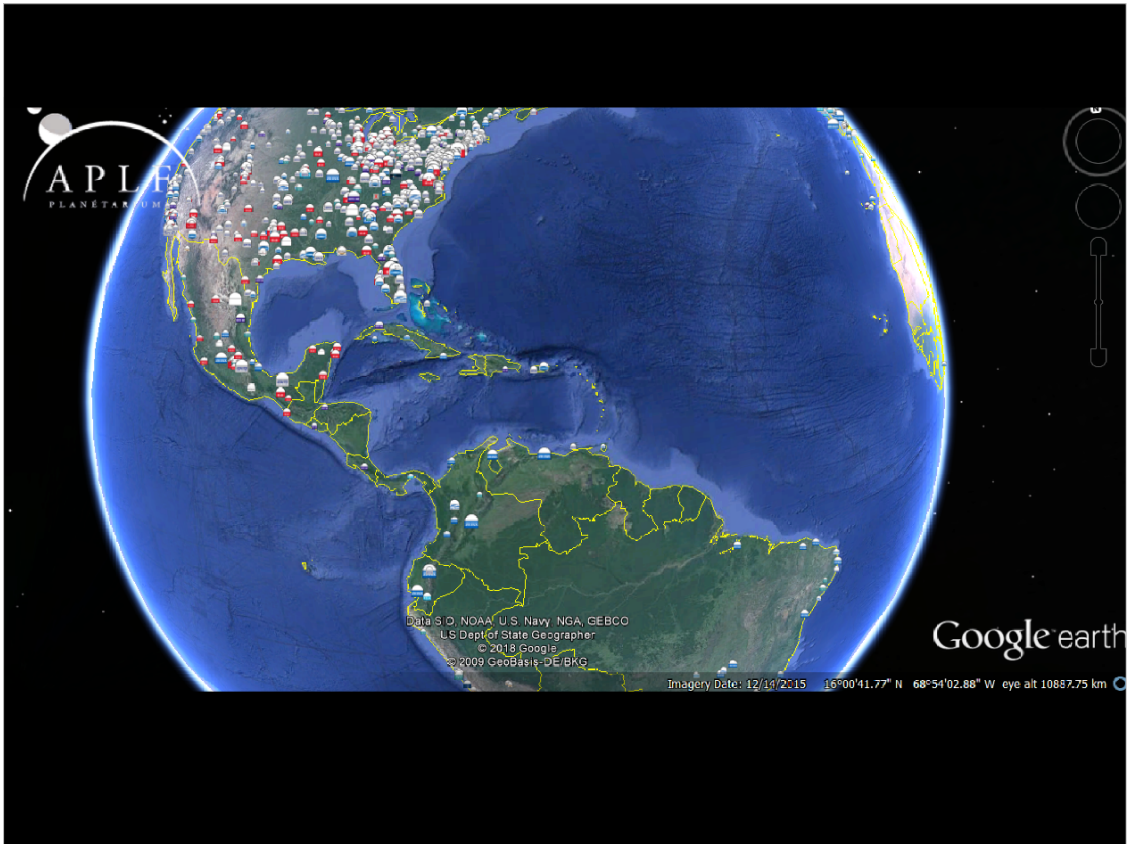 APLF
PLANÉTARIUMS
Data SIO, NOAA, U.S. Navy, NGA, GEBCO
US Dept of State Geographer
© 2018 Google
© 2009 GeoBasis-DE/BKG
Google earth
Imagery Date: 12/14/2015 16°00'41.77" N 68°54'02.88" W eye alt 10887.75 km